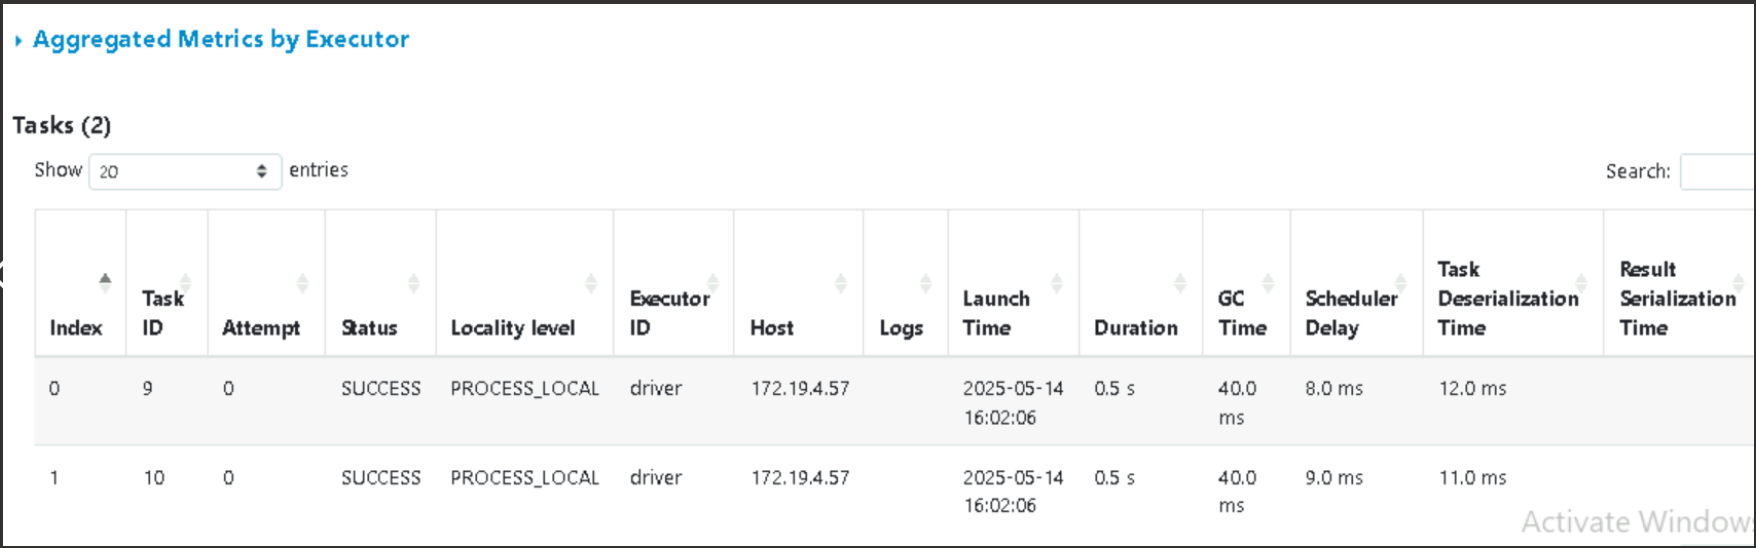 Aggregated Metrics by Executor
Tasks (2)
Show 20 entries Search:
Index Task ID Attempt Status Locality level Executor ID Host Logs Launch Time Duration GC Time Scheduler Delay Task Deserialization Time Result Serialization Time
0 9 0 SUCCESS PROCESS_LOCAL driver 172.19.4.57 2025-05-14 16:02:06 0.5 s 40.0 ms 8.0 ms 12.0 ms
1 10 0 SUCCESS PROCESS_LOCAL driver 172.19.4.57 2025-05-14 16:02:06 0.5 s 40.0 ms 9.0 ms 11.0 ms
Activate Window